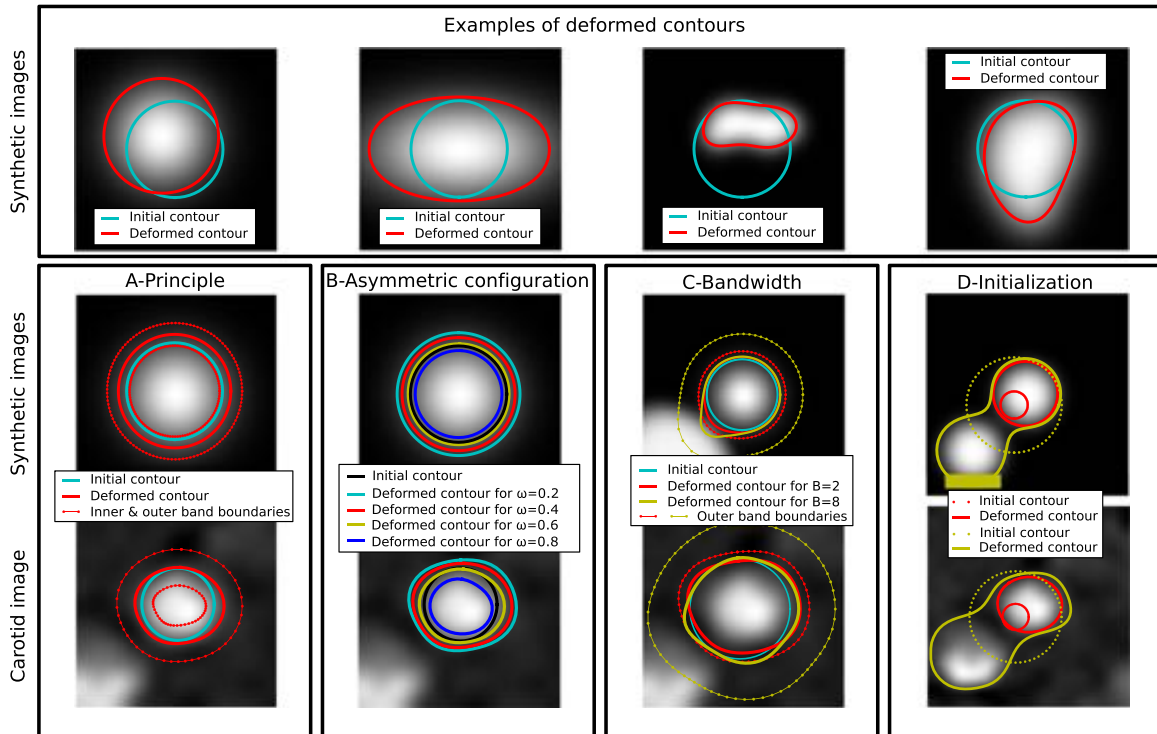 Examples of deformed contours
Synthetic images
Initial contour
Deformed contour
Initial contour
Deformed contour
Initial contour
Deformed contour
Initial contour
Deformed contour
Synthetic images
Carotid image
A-Principle
Initial contour
Deformed contour
Inner & outer band boundaries
B-Asymmetric configuration
Initial contour
Deformed contour for ω=0.2
Deformed contour for ω=0.4
Deformed contour for ω=0.6
Deformed contour for ω=0.8
C-Bandwidth
Initial contour
Deformed contour for B=2
Deformed contour for B=8
Outer band boundaries
D-Initialization
Initial contour
Deformed contour
Initial contour
Deformed contour